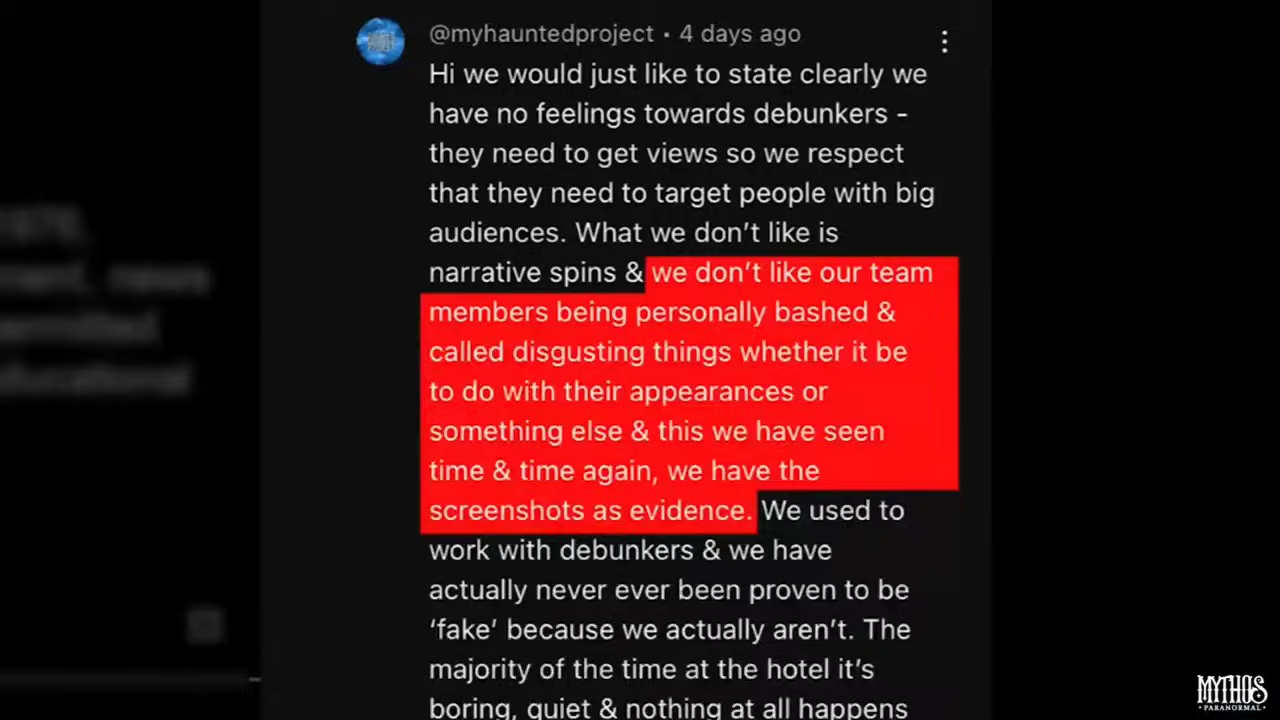 @myhauntedproject • 4 days ago
Hi we would just like to state clearly we
have no feelings towards debunkers -
they need to get views so we respect
that they need to target people with big
audiences. What we don’t like is
narrative spins & we don’t like our team
members being personally bashed &
called disgusting things whether it be
to do with their appearances or
something else & this we have seen
time & time again, we have the
screenshots as evidence. We used to
work with debunkers & we have
actually never ever been proven to be
‘fake’ because we actually aren’t. The
majority of the time at the hotel it’s
boring, quiet & nothing at all happens
MYTHOS
• PARANORMAL •